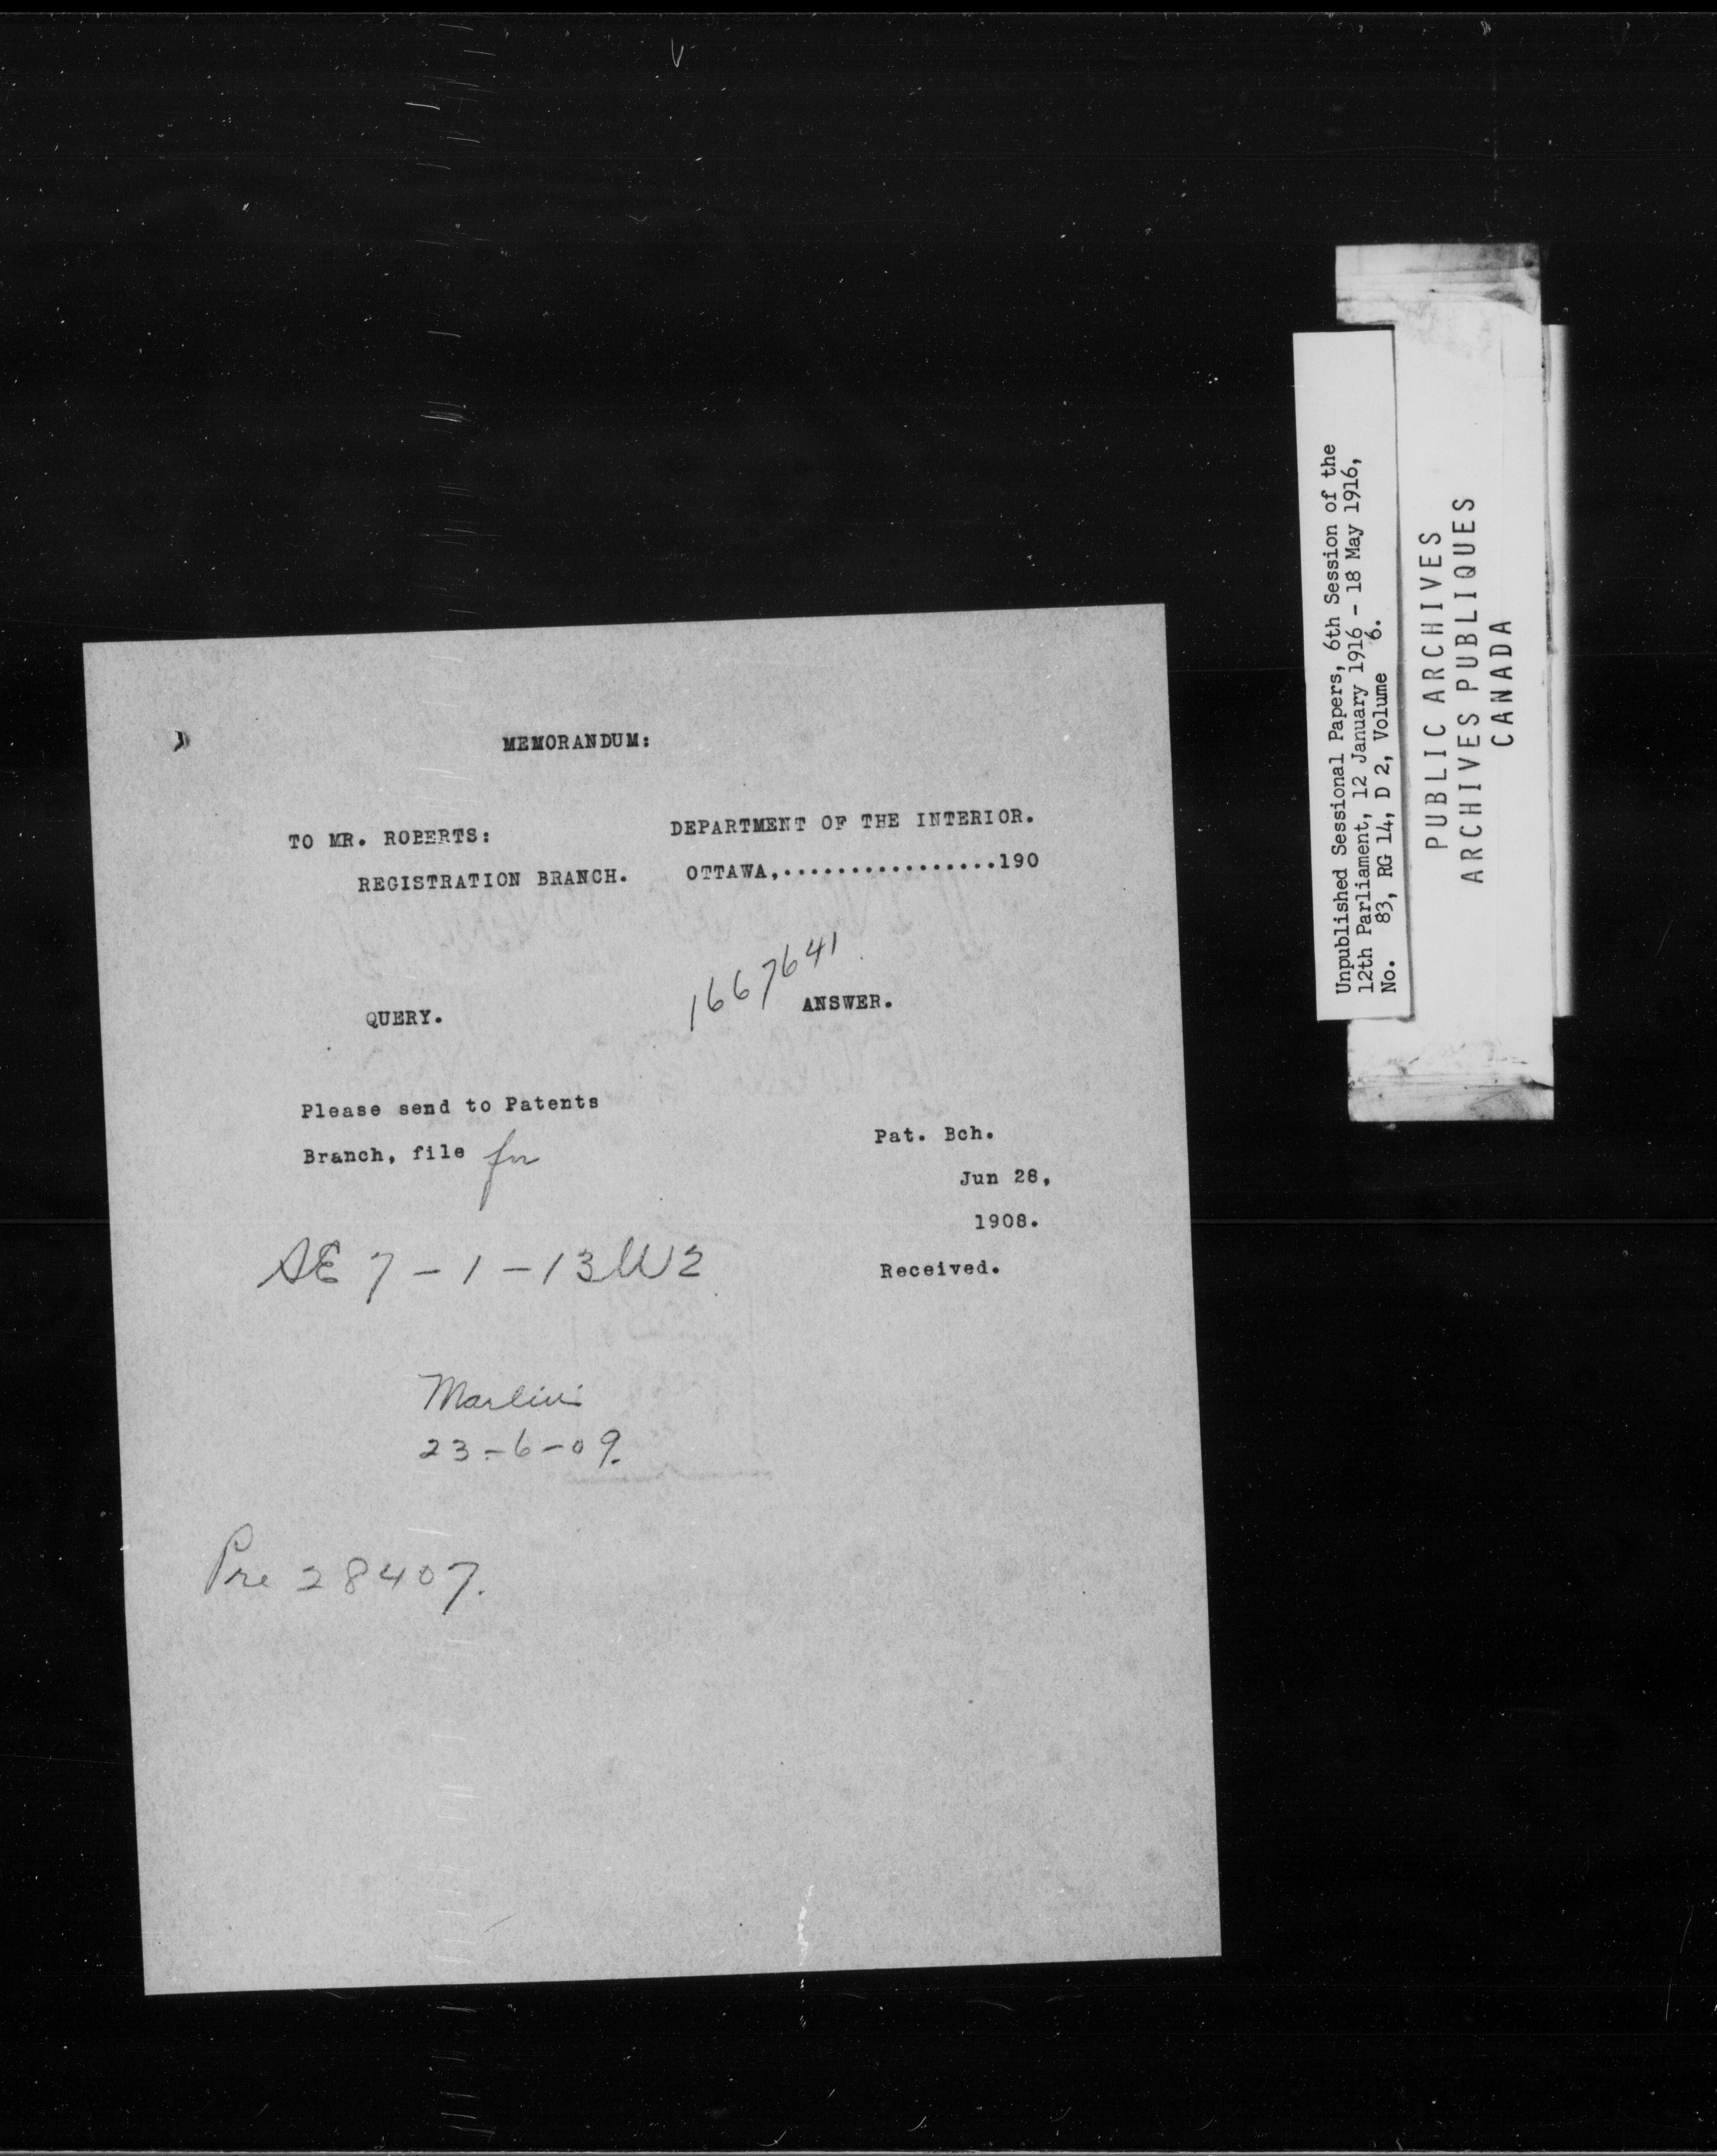 MEMORANDUM:
TO MR. ROBERTS:
REGISTRATION BRANCH.
DEPARTMENT OF THE INTERIOR.
OTTAWA,.................190
1667641
QUERY.
ANSWER.
Please send to Patents
Branch, file for
SE 7 - 1 - 13 W2
23-6-09.
Pre 28407.
Pat. Bch.
Jun 28,
1908.
Received.
Unpublished Sessional Papers, 6th Session of the
12th Parliament, 12 January 1916 - 18 May 1916,
No. 83, RG 14, D 2, Volume 6.
PUBLIC ARCHIVES
ARCHIVES PUBLIQUES
CANADA